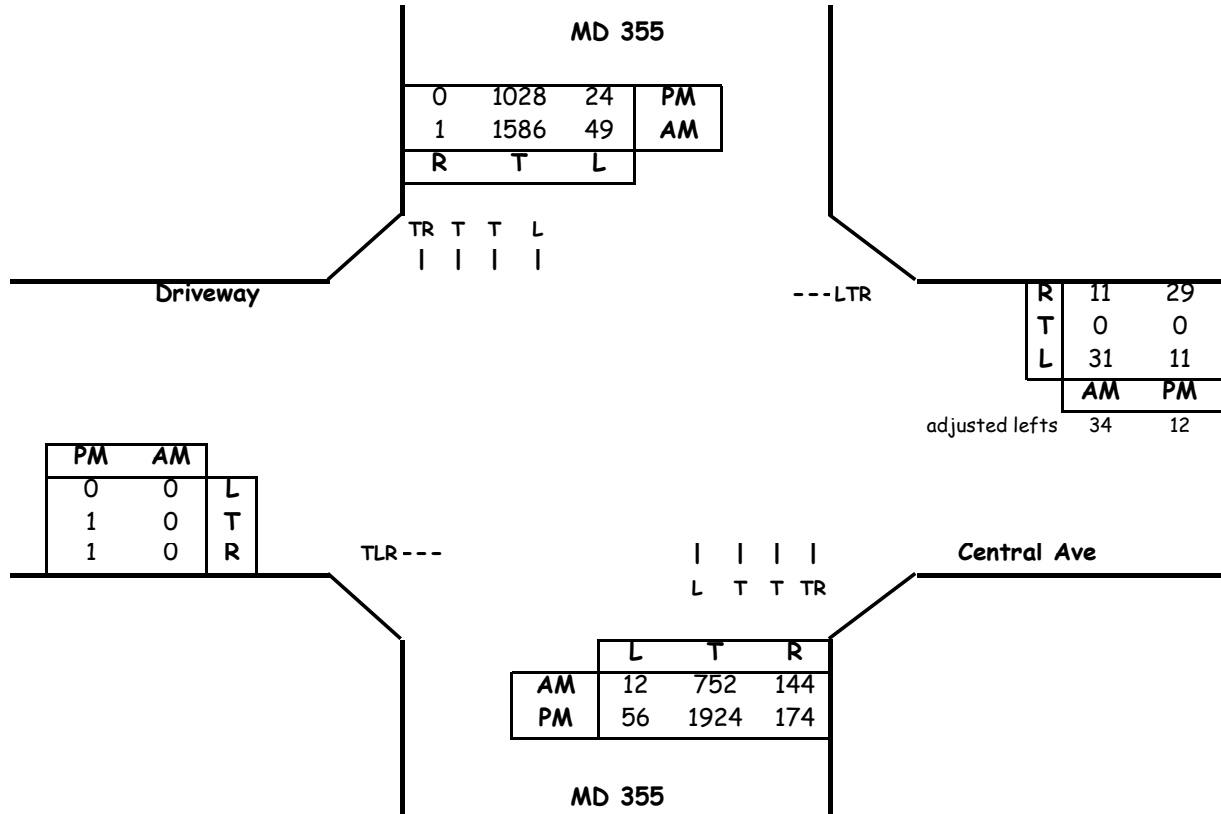 MD 355
0 1028 24 PM
1 1586 49 AM
R T L
TR T T L
Driveway
---LTR
R 11 29
T 0 0
L 31 11
AM PM
adjusted lefts 34 12
PM AM
0 0 L
1 0 T
1 0 R
TLR---
Central Ave
L T T TR
L T R
AM 12 752 144
PM 56 1924 174
MD 355